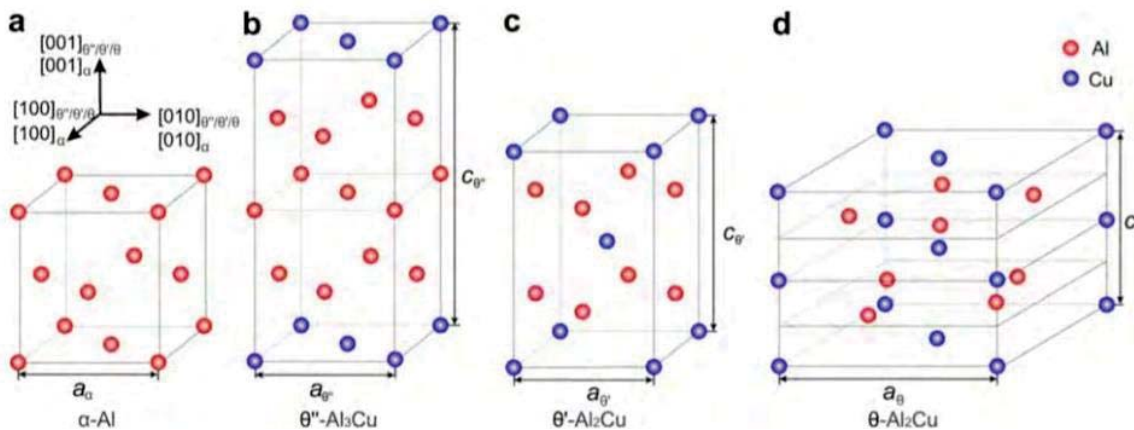 a
b
c
d
[001]θ"/θ'/θ
[001]α
[100]θ"/θ'/θ
[100]α
[010]θ"/θ'/θ
[010]α
Al
Cu
cθ"
cθ'
c
aα
aθ"
aθ'
aθ
α-Al
θ"-Al₃Cu
θ'-Al₂Cu
θ-Al₂Cu